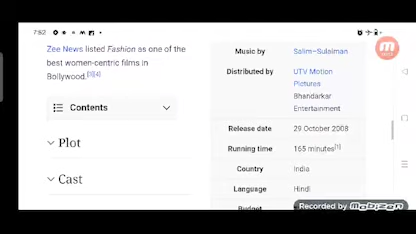 7:52
Zee News listed Fashion as one of the
best women-centric films in
Bollywood.[3][4]
Contents
Plot
Cast
Music by Salim–Sulaiman
Distributed by UTV Motion
Pictures
Bhandarkar
Entertainment
Release date 29 October 2008
Running time 165 minutes[1]
Country India
Language Hindi
Budget
Recorded by Mobizen